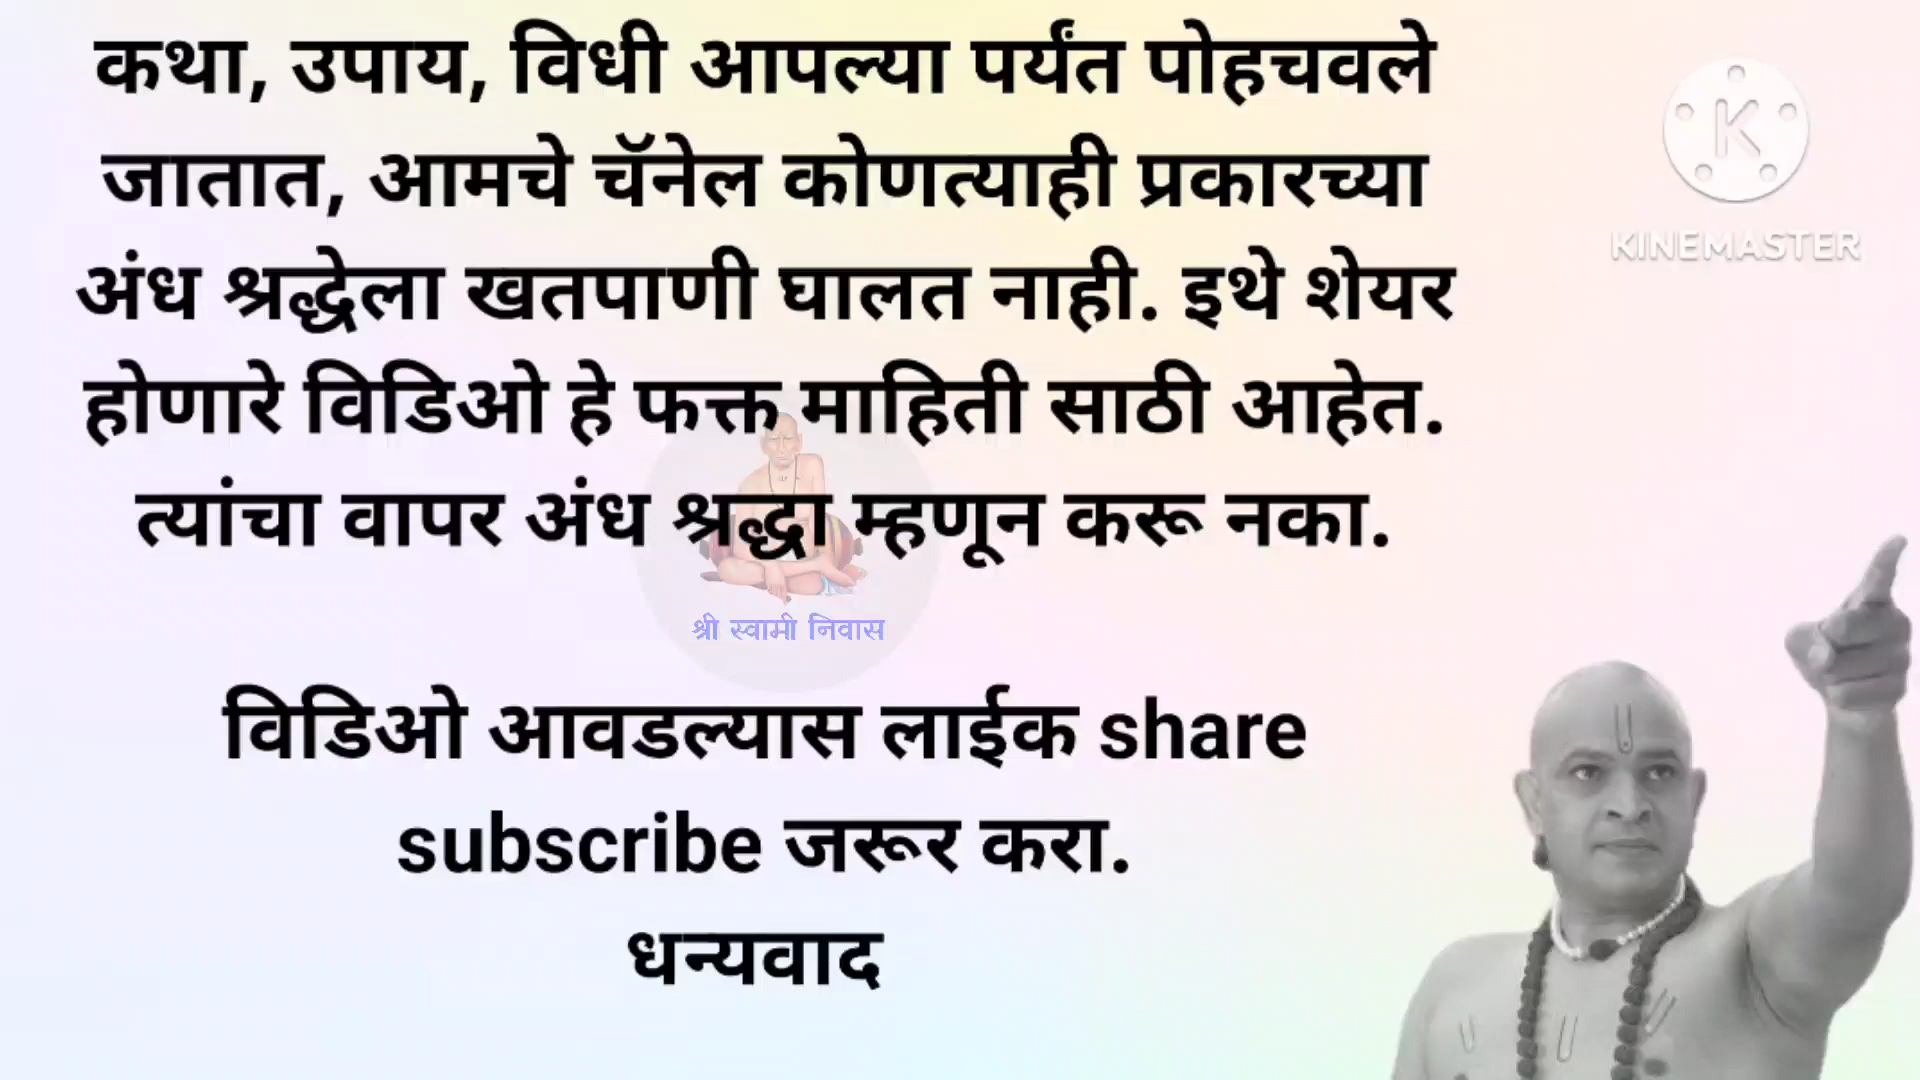 कथा, उपाय, विधी आपल्या पर्यंत पोहचवले
जातात, आमचे चॅनेल कोणत्याही प्रकारच्या
अंध श्रद्धेला खतपाणी घालत नाही. इथे शेयर
होणारे विडिओ हे फक्त माहिती साठी आहेत.
त्यांचा वापर अंध श्रद्धा म्हणून करू नका.
श्री स्वामी निवास
विडिओ आवडल्यास लाईक share
subscribe जरूर करा.
धन्यवाद
K
KINEMASTER